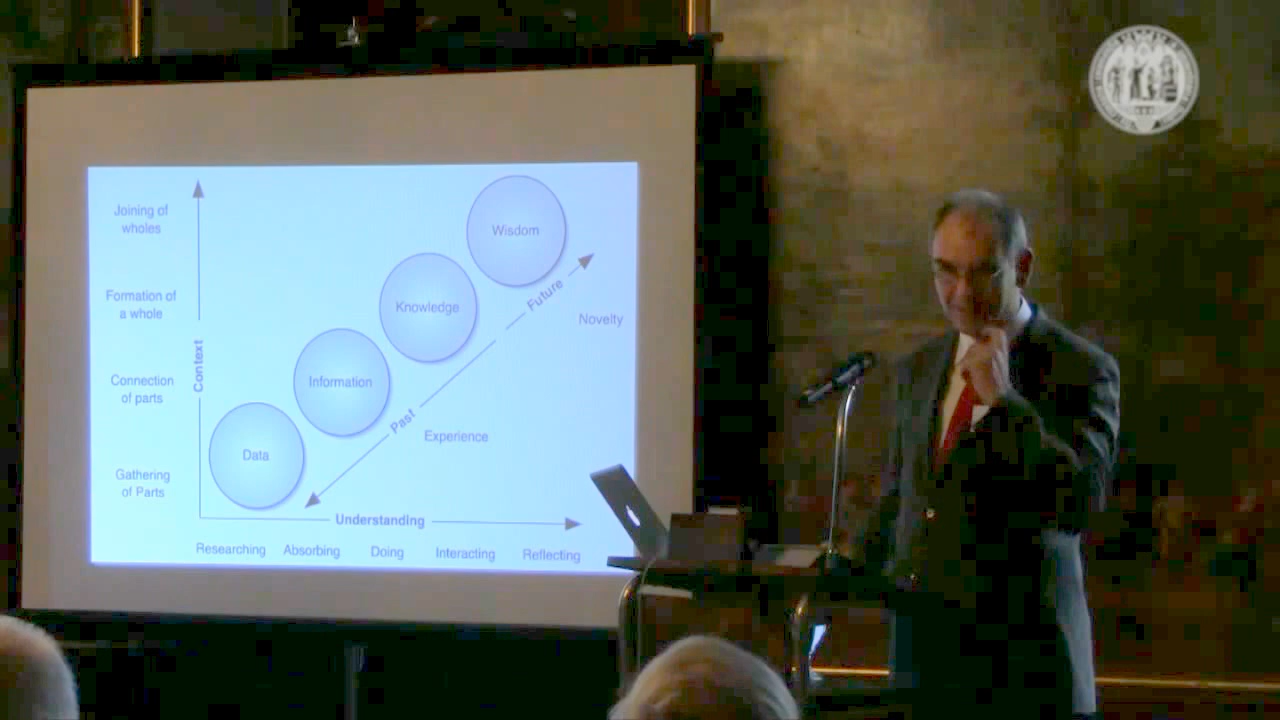 Joining of
wholes
Wisdom
Future
Formation of
a whole
Knowledge
Novelty
Context
Connection
of parts
Information
Past
Experience
Data
Gathering
of Parts
Understanding
Researching Absorbing Doing Interacting Reflecting